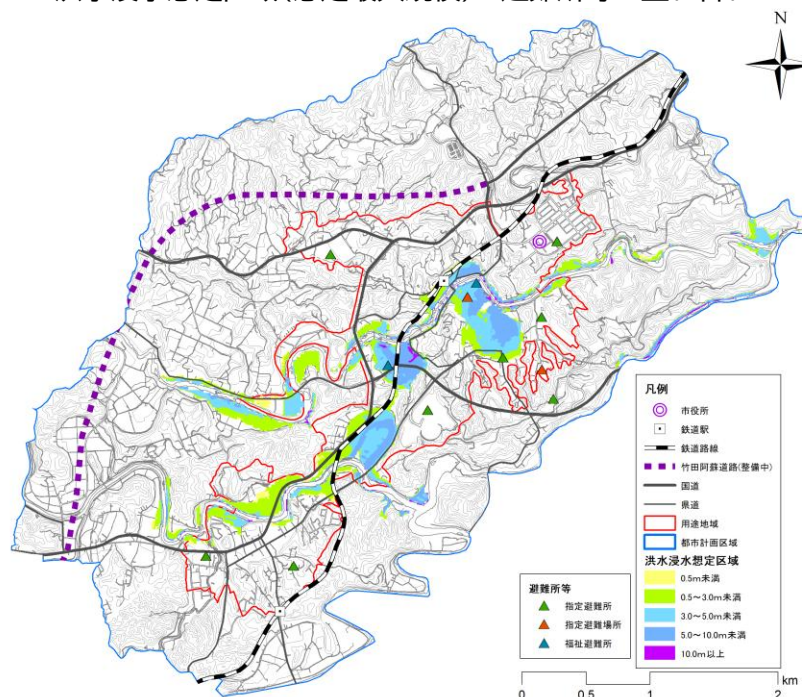 N
凡例
市役所
鉄道駅
鉄道路線
竹田阿蘇道路(整備中)
国道
県道
用途地域
都市計画区域
洪水浸水想定区域
0.5m未満
0.5~3.0m未満
3.0~5.0m未満
5.0~10.0m未満
10.0m以上
避難所等
指定避難所
指定避難場所
福祉避難所
0 0.5 1 2
km